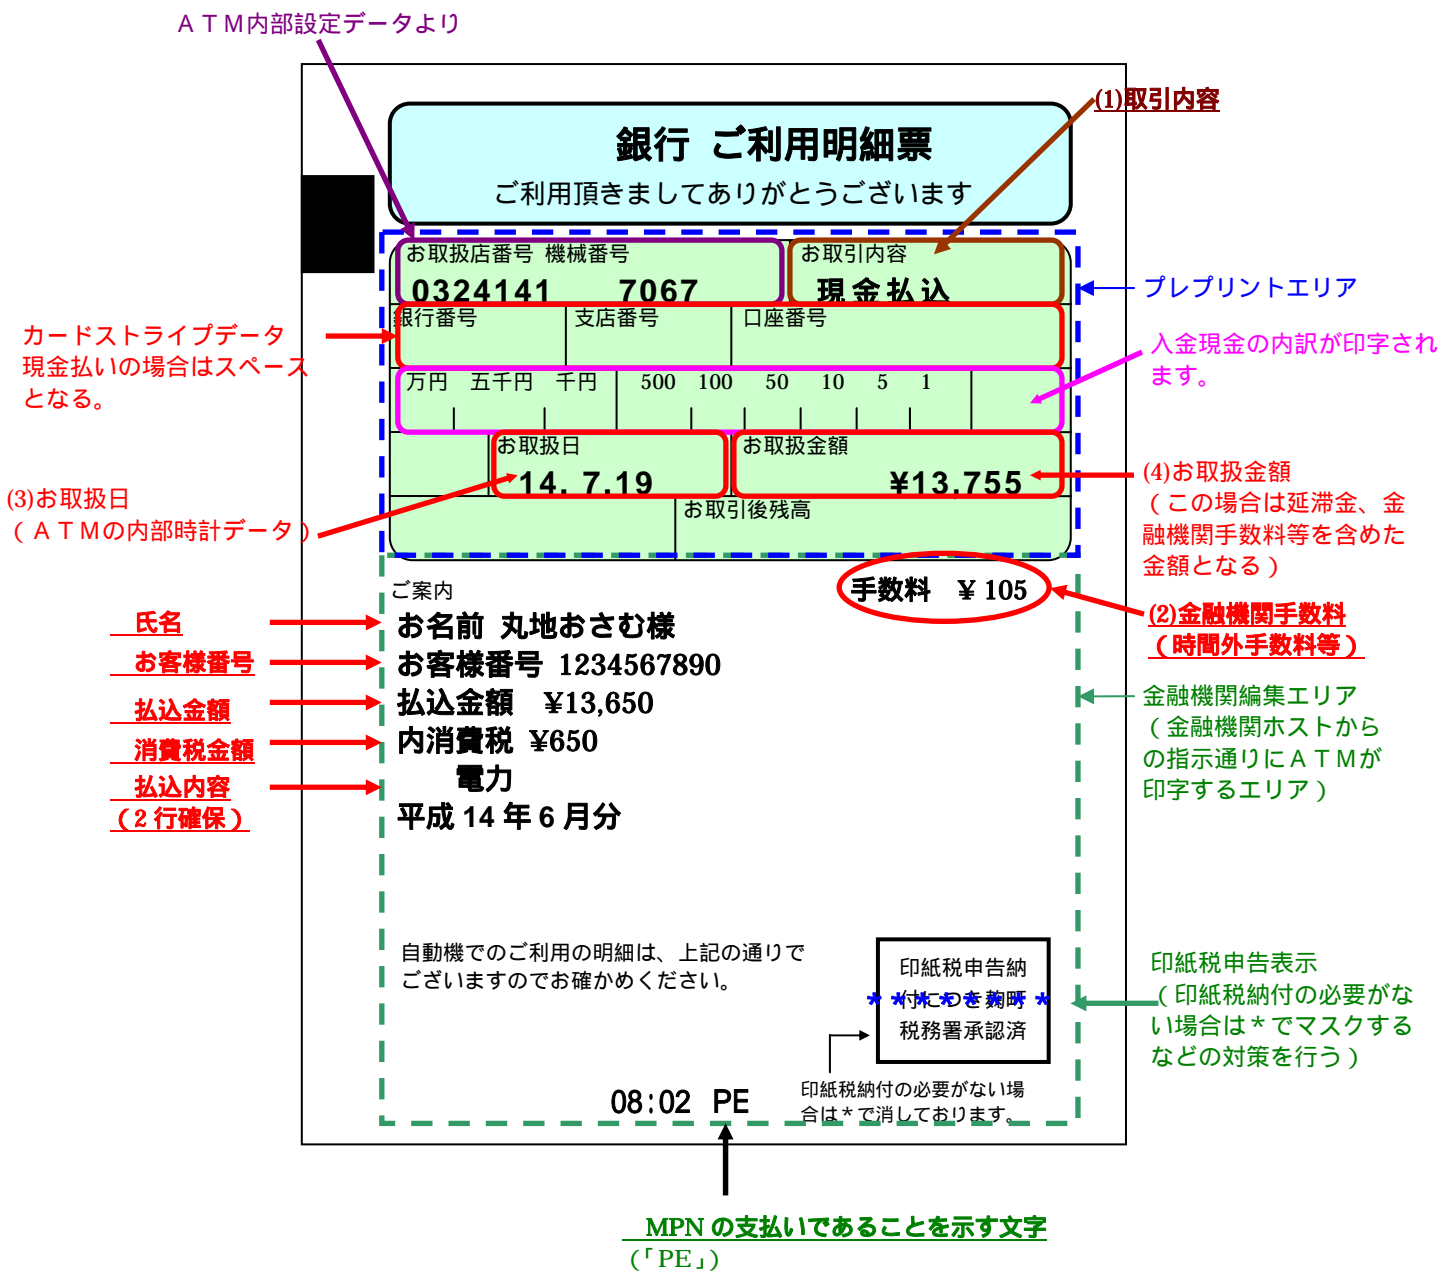 ＡＴＭ内部設定データより
(1)取引内容
銀行 ご利用明細票
ご利用頂きましてありがとうございます
お取扱店番号 機械番号
お取引内容
0324141 7067
現金払込
プレプリントエリア
銀行番号 支店番号 口座番号
カードストライプデータ
現金払いの場合はスペース
となる。
入金現金の内訳が印字され
ます。
万円 五千円 千円 500 100 50 10 5 1
お取扱日 お取扱金額
14. 7.19 ¥13,755
(3)お取扱日
（ＡＴＭの内部時計データ）
(4)お取扱金額
（この場合は延滞金、金
融機関手数料等を含めた
金額となる）
お取引後残高
ご案内
手数料 ¥ 105
(2)金融機関手数料
（時間外手数料等）
氏名
お名前 丸地おさむ様
お客様番号
お客様番号 1234567890
払込金額
払込金額 ¥13,650
消費税金額
内消費税 ¥650
払込内容
（2 行確保）
電力
平成 14 年 6 月分
金融機関編集エリア
（金融機関ホストから
の指示通りにＡＴＭが
印字するエリア）
自動機でのご利用の明細は、上記の通りで
ございますのでお確かめください。
印紙税申告納
付につき麹町
********
税務署承認済
印紙税申告表示
（印紙税納付の必要がな
い場合は＊でマスクする
などの対策を行う）
印紙税納付の必要がない場
合は＊で消しております。
08:02 PE
MPN の支払いであることを示す文字
（「PE」）